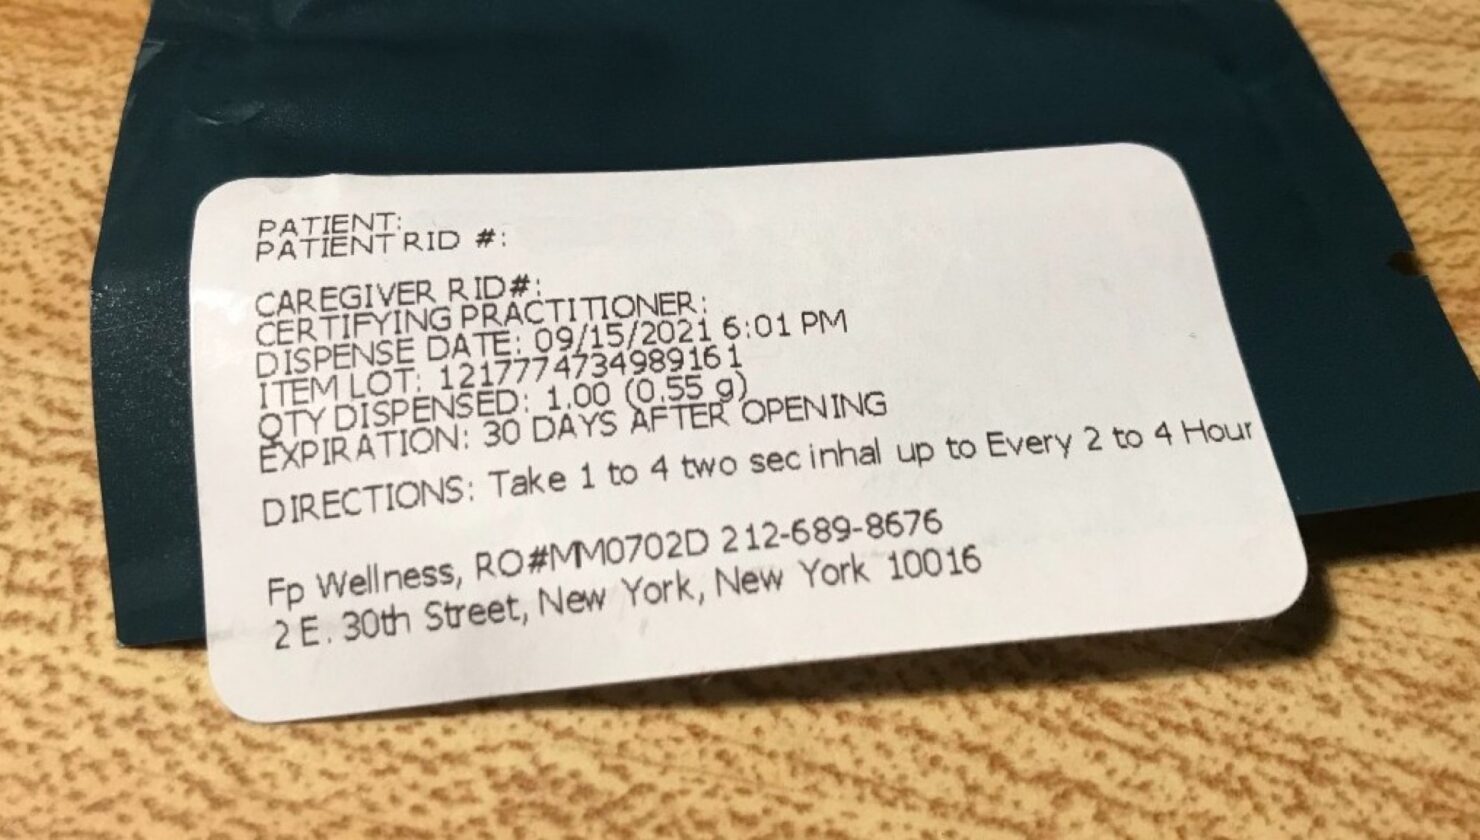 PATIENT:
PATIENT RID #:
CAREGIVER RID#:
CERTIFYING PRACTITIONER:
DISPENSE DATE: 09/15/2021 6:01 PM
ITEM LOT: 1217774734989161
QTY DISPENSED: 1.00 (0.55 g)
EXPIRATION: 30 DAYS AFTER OPENING
DIRECTIONS: Take 1 to 4 two sec inhal up to Every 2 to 4 Hour
Fp Wellness, RO#MM0702D 212-689-8676
2 E. 30th Street, New York, New York 10016